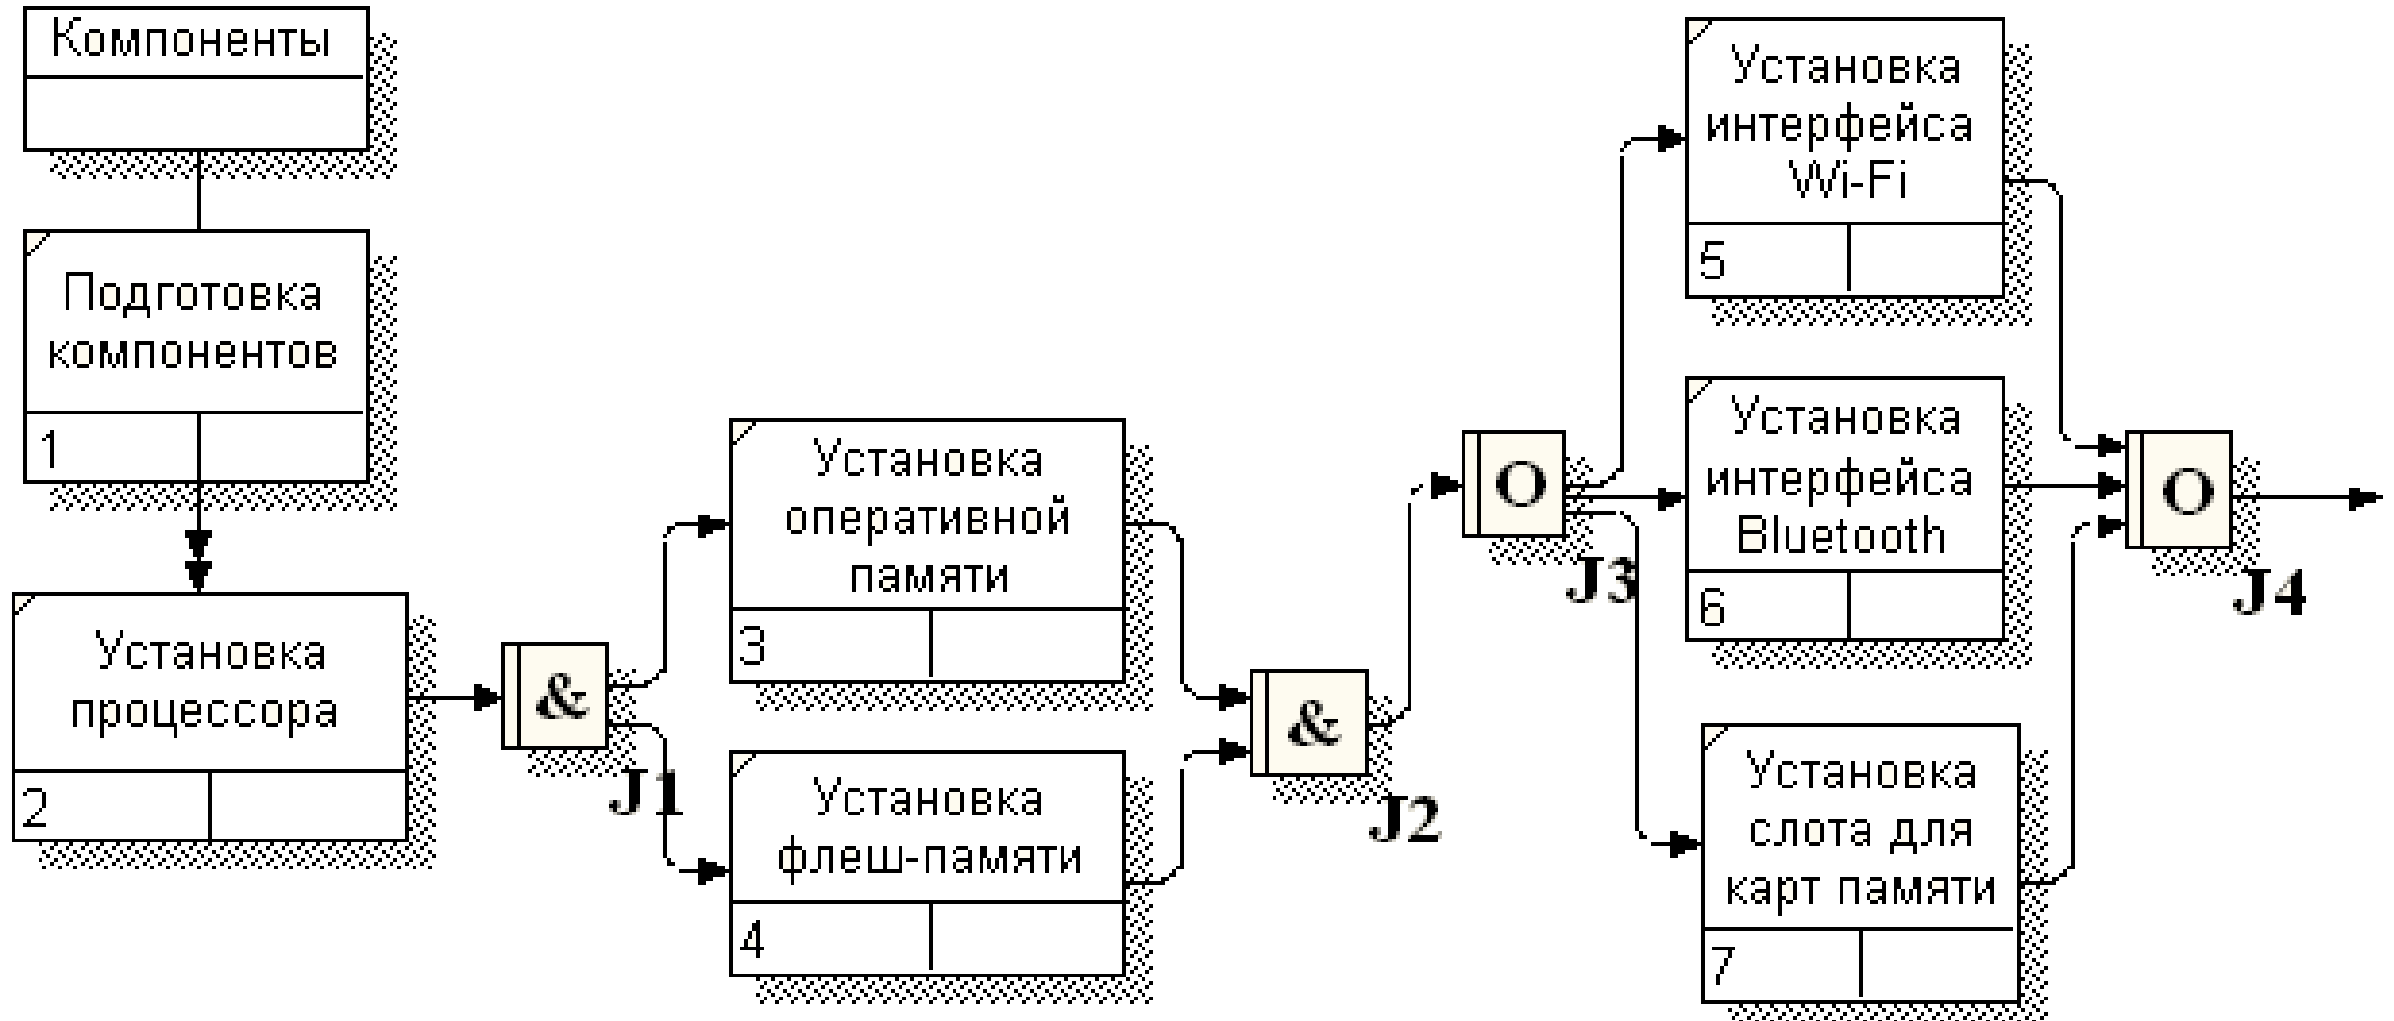 Компоненты
Подготовка
компонентов
1
Установка
процессора
2
&
J1
Установка
оперативной
памяти
3
Установка
флеш-памяти
4
&
J2
O
J3
Установка
интерфейса
Wi-Fi
5
Установка
интерфейса
Bluetooth
6
Установка
слота для
карт памяти
7
O
J4